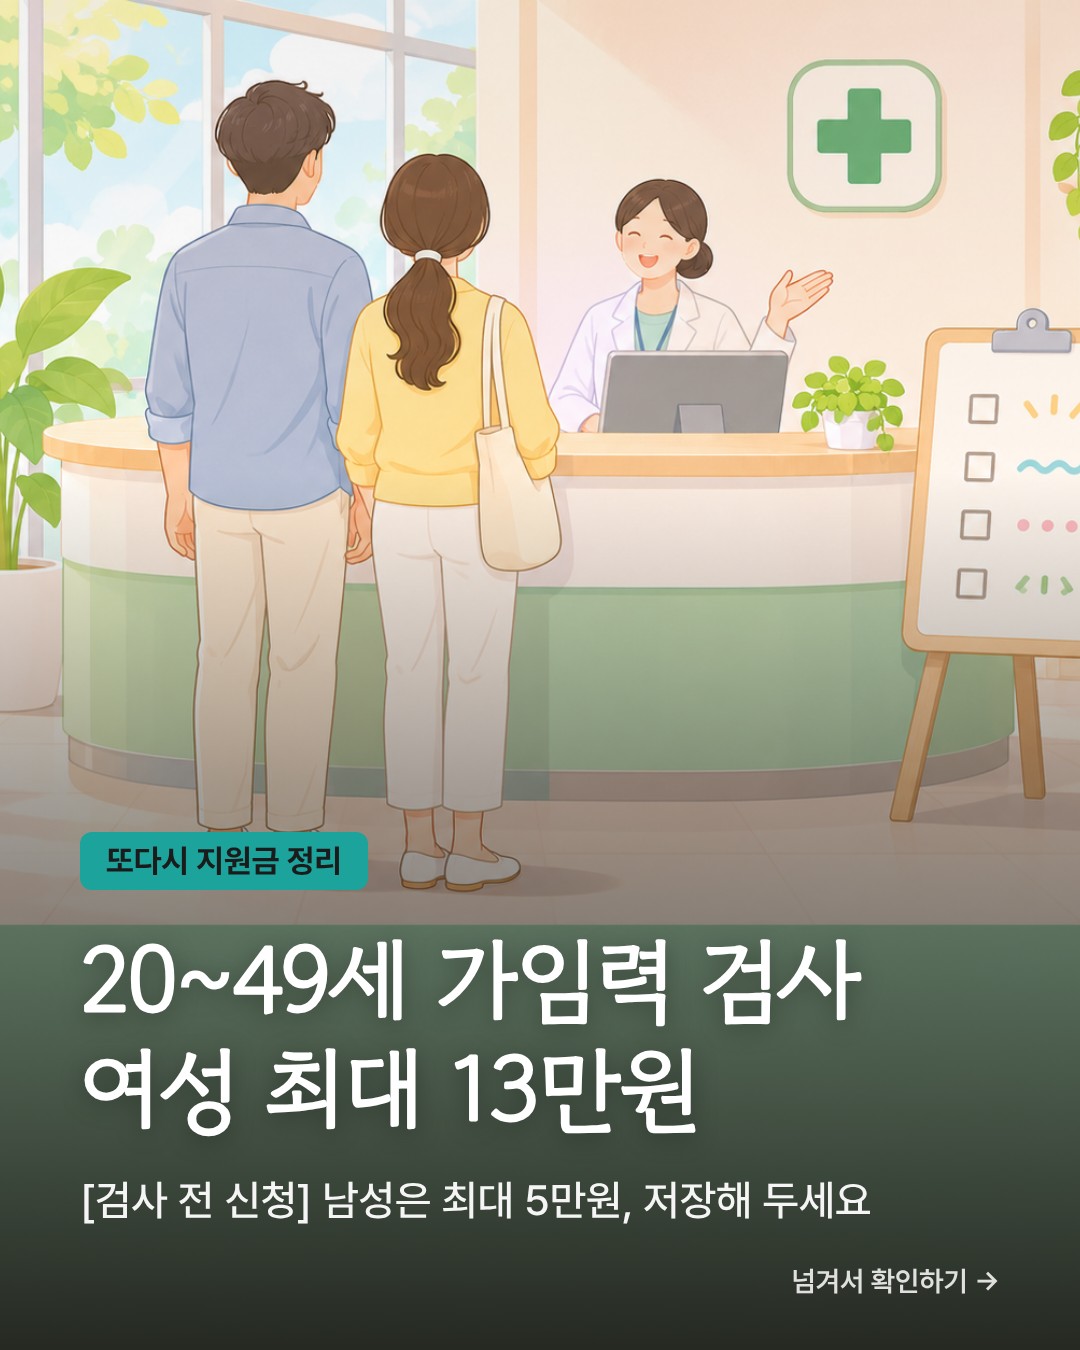 또다시 지원금 정리
20~49세 가임력 검사
여성 최대 13만원
[검사 전 신청] 남성은 최대 5만원, 저장해 두세요
넘겨서 확인하기 →